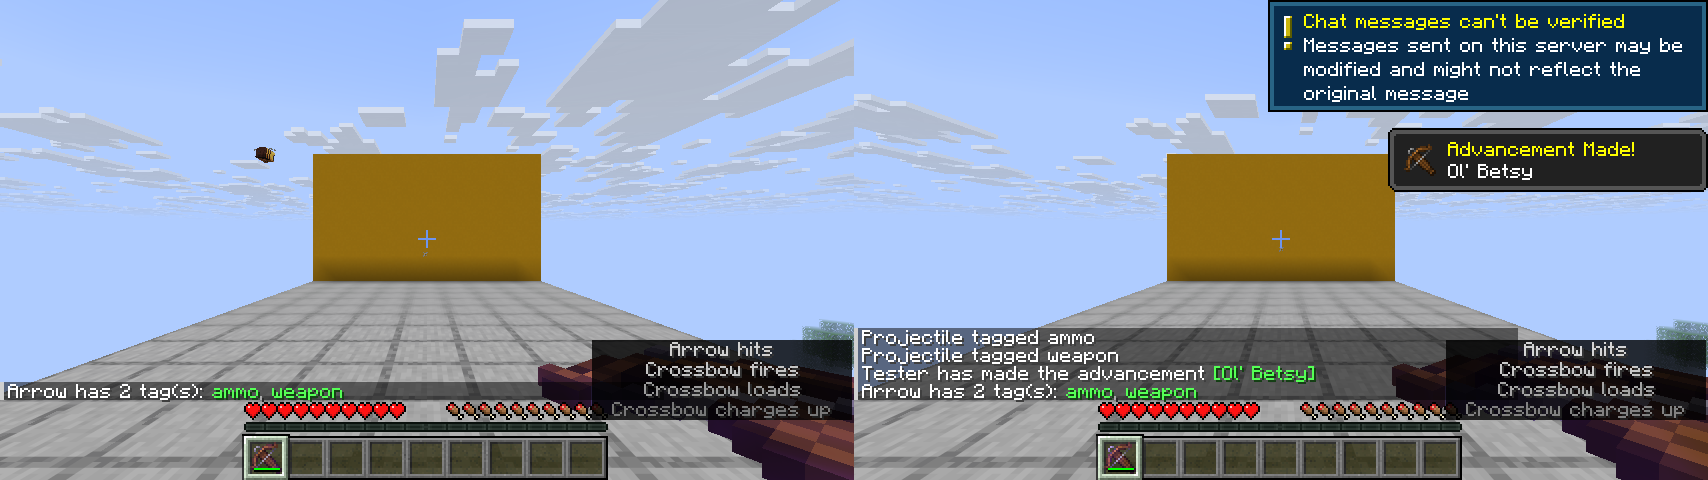 Arrow hits
Crossbow fires
Crossbow loads
Crossbow charges up
Arrow has 2 tag(s): ammo, weapon
Chat messages can't be verified
Messages sent on this server may be
modified and might not reflect the
original message
Advancement Made!
Ol' Betsy
Projectile tagged ammo
Projectile tagged weapon
Tester has made the advancement [Ol' Betsy]
Arrow has 2 tag(s): ammo, weapon
Arrow hits
Crossbow fires
Crossbow loads
Crossbow charges up